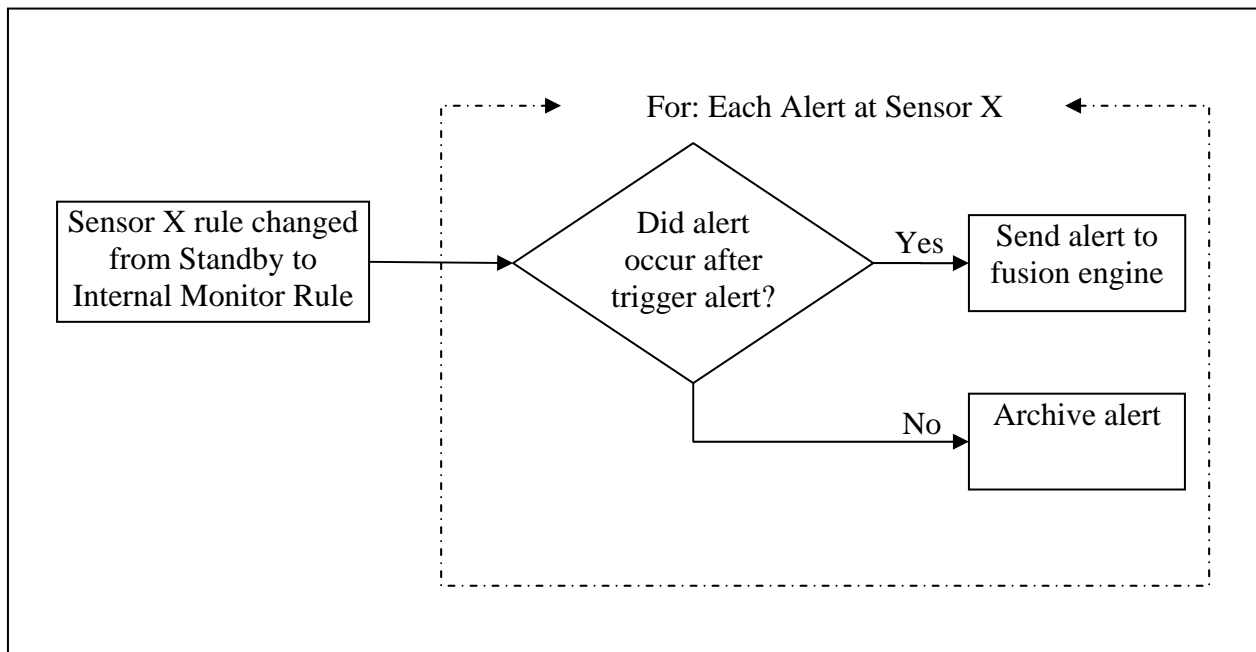 For: Each Alert at Sensor X
Sensor X rule changed
from Standby to
Internal Monitor Rule
Did alert
occur after
trigger alert?
Yes
Send alert to
fusion engine
No
Archive alert